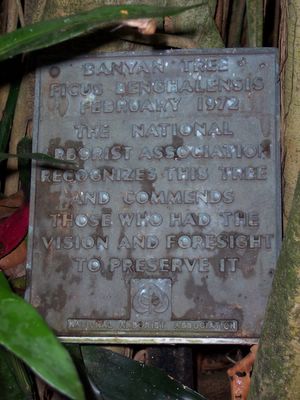 BANYAN TREE
FICUS BENGHALENSIS
FEBRUARY 1972
THE NATIONAL
RBORIST ASSOCIATION
RECOGNIZES THIS TREE
AND COMMENDS
THOSE WHO HAD THE
VISION AND FORESIGHT
TO PRESERVE IT
NATIONAL ARBORIST ASSOCIATION